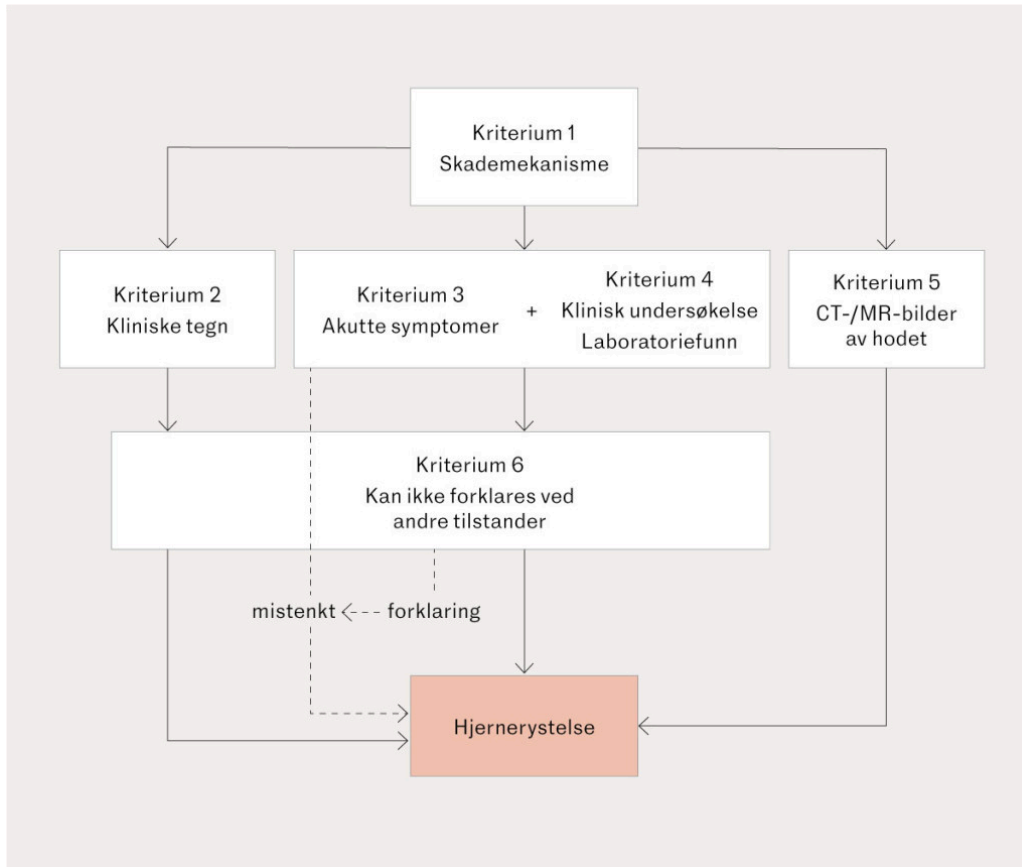 Kriterium 1
Skademekanisme
Kriterium 2
Kliniske tegn
Kriterium 3
Akutte symptomer
+
Kriterium 4
Klinisk undersøkelse
Laboratoriefunn
Kriterium 5
CT-/MR-bilder
av hodet
Kriterium 6
Kan ikke forklares ved
andre tilstander
mistenkt
forklaring
Hjernerystelse